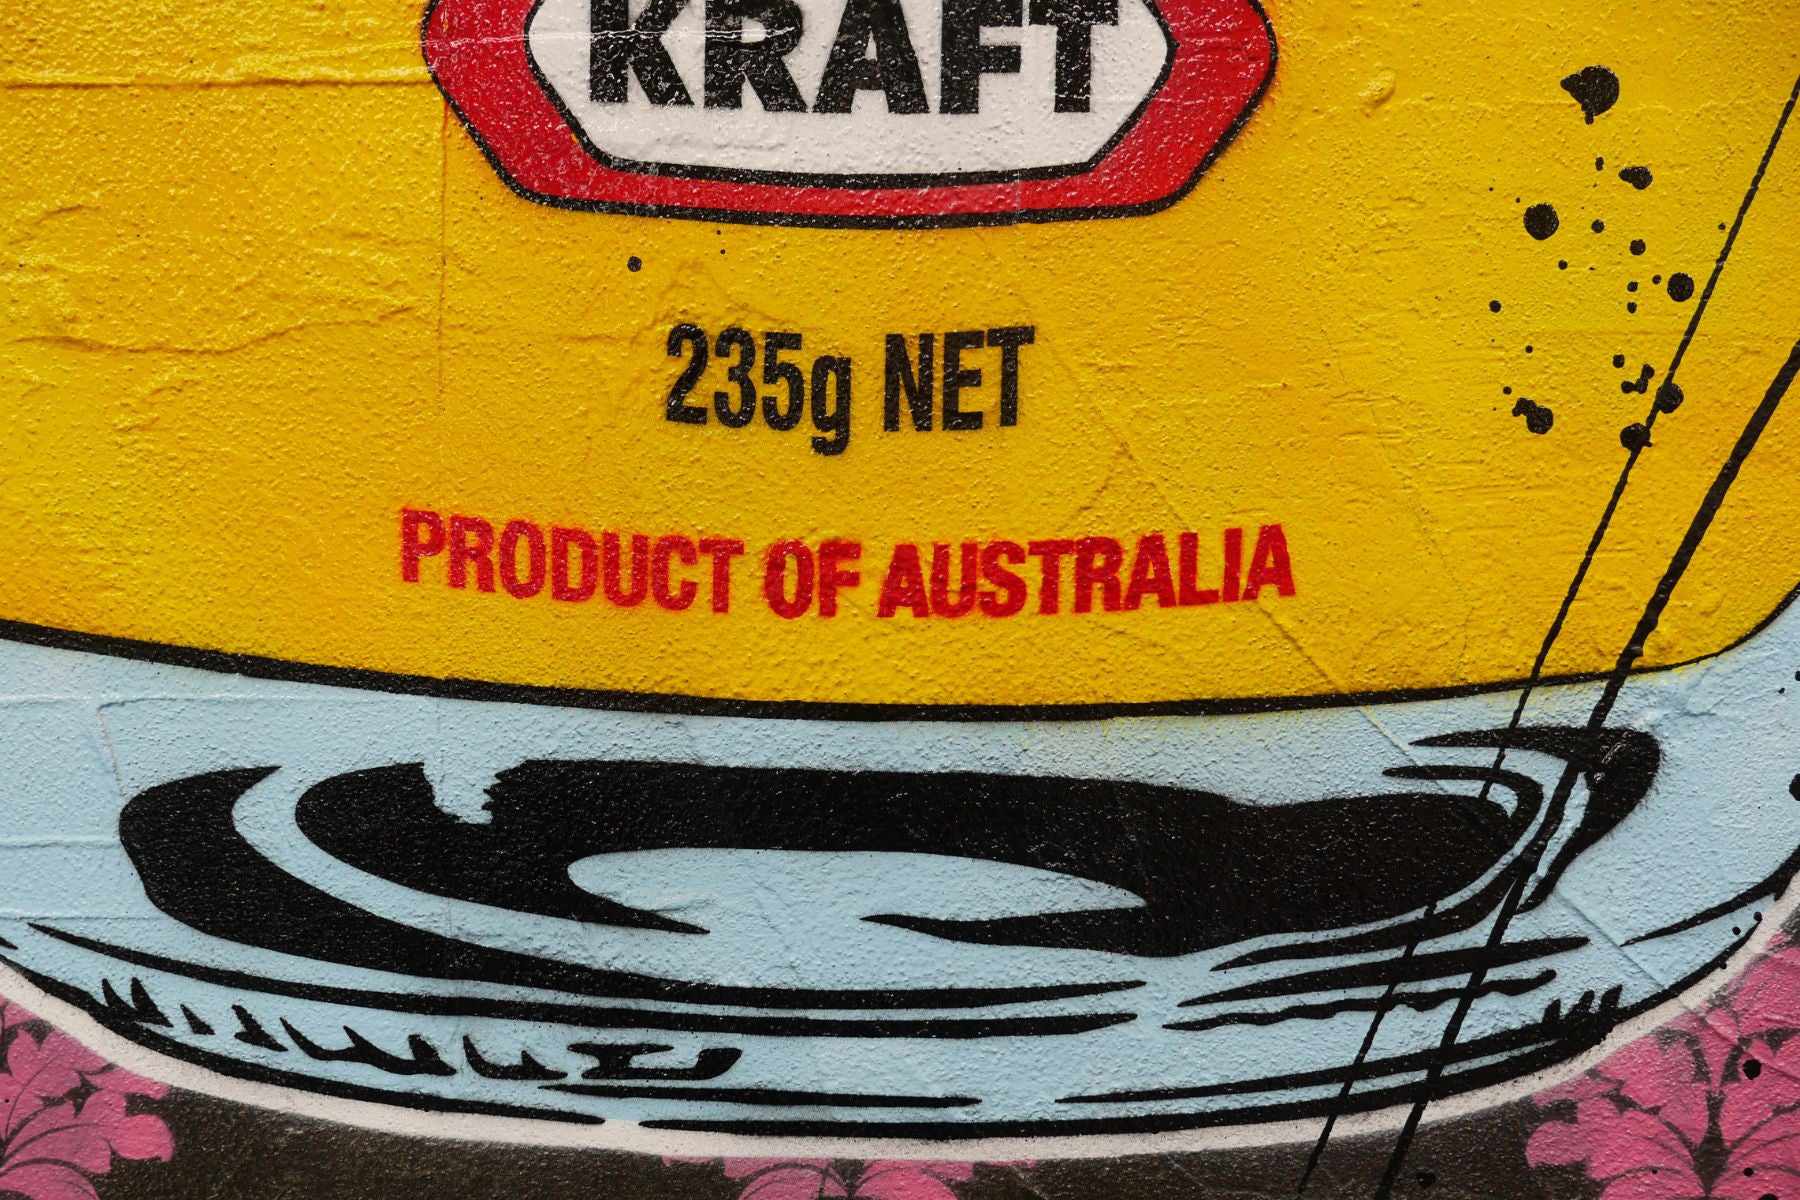 KRAFT
235g NET
PRODUCT OF AUSTRALIA